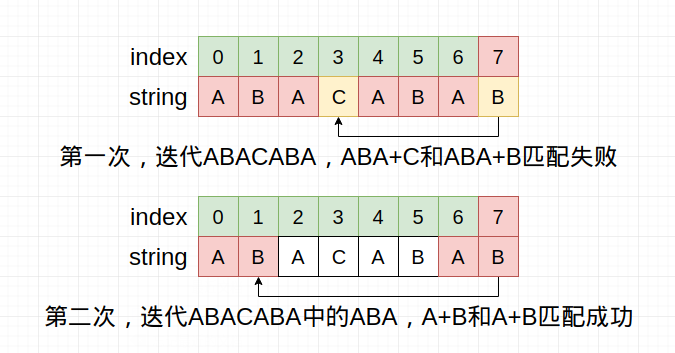 index 0 1 2 3 4 5 6 7
string A B A C A B A B
第一次，迭代ABACABA，ABA+C和ABA+B匹配失败
index 0 1 2 3 4 5 6 7
string A B A C A B A B
第二次，迭代ABACABA中的ABA，A+B和A+B匹配成功